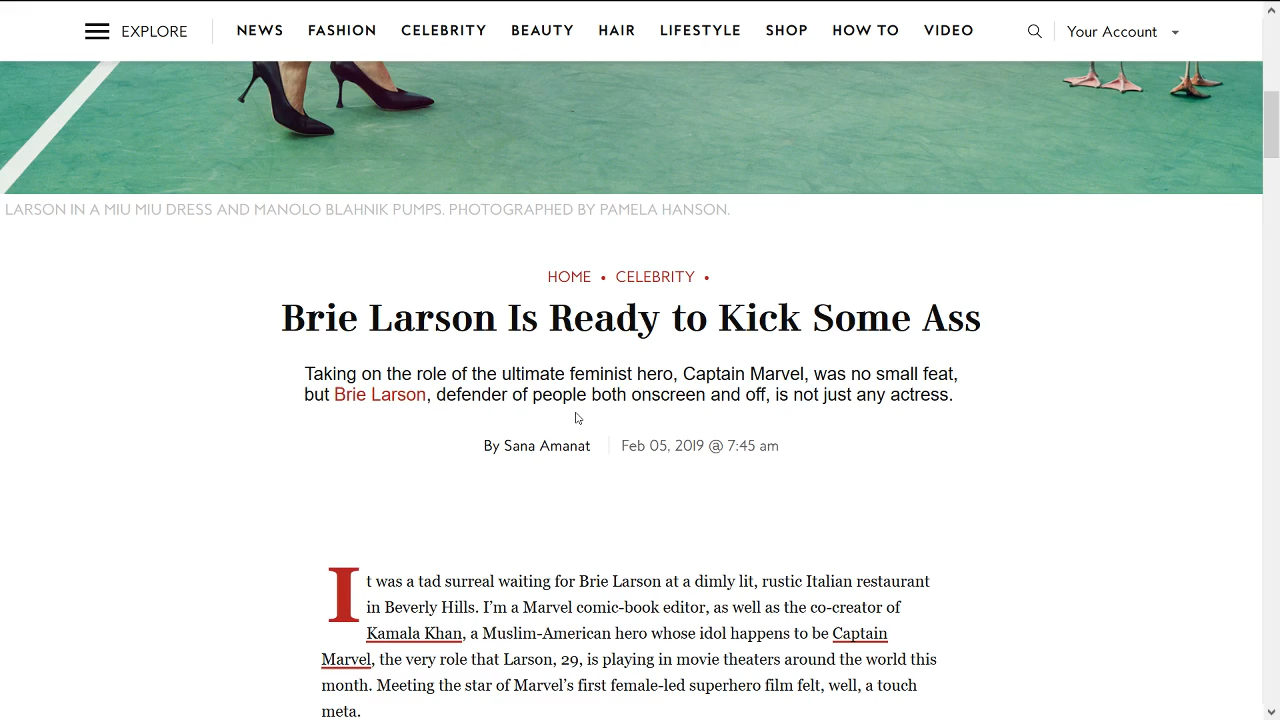 EXPLORE NEWS FASHION CELEBRITY BEAUTY HAIR LIFESTYLE SHOP HOW TO VIDEO Your Account
LARSON IN A MIU MIU DRESS AND MANOLO BLAHNIK PUMPS. PHOTOGRAPHED BY PAMELA HANSON.
HOME • CELEBRITY •
Brie Larson Is Ready to Kick Some Ass
Taking on the role of the ultimate feminist hero, Captain Marvel, was no small feat,
but Brie Larson, defender of people both onscreen and off, is not just any actress.
By Sana Amanat Feb 05, 2019 @ 7:45 am
It was a tad surreal waiting for Brie Larson at a dimly lit, rustic Italian restaurant
in Beverly Hills. I’m a Marvel comic-book editor, as well as the co-creator of
Kamala Khan, a Muslim-American hero whose idol happens to be Captain
Marvel, the very role that Larson, 29, is playing in movie theaters around the world this
month. Meeting the star of Marvel’s first female-led superhero film felt, well, a touch
meta.